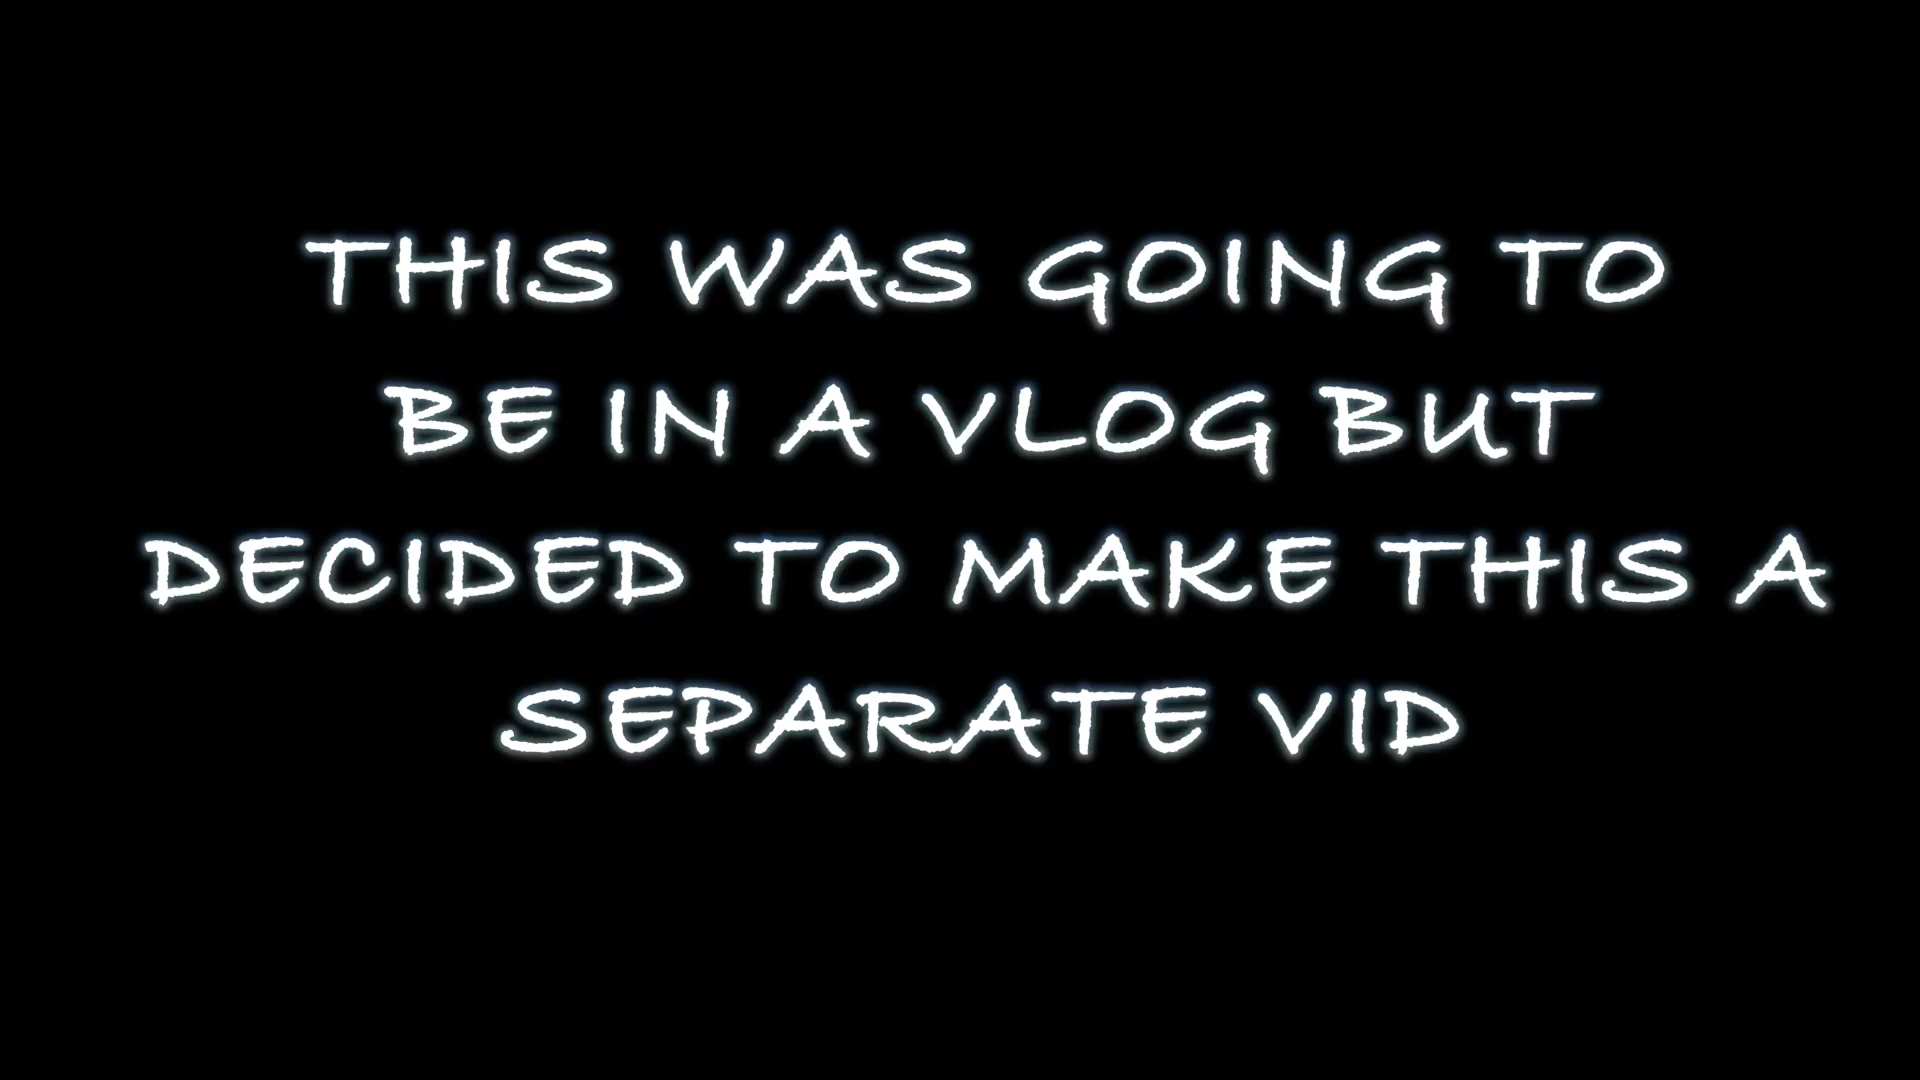 THIS WAS GOING TO
BE IN A VLOG BUT
DECIDED TO MAKE THIS A
SEPARATE VID